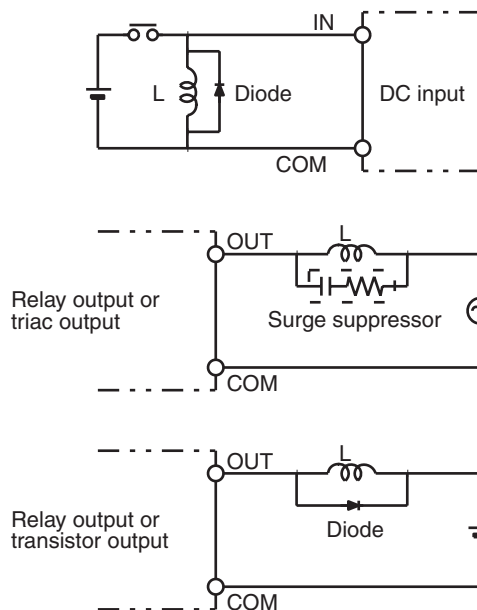 IN
L
Diode
DC input
COM
OUT
L
Relay output or
triac output
Surge suppressor
COM
OUT
L
Relay output or
transistor output
Diode
COM